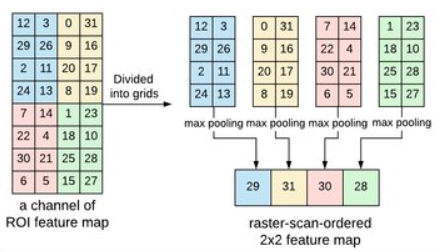 12 3 0 31
29 26 9 16
2 11 20 17
24 13 8 19
7 14 1 23
22 4 18 10
30 21 25 28
6 5 15 27
a channel of
ROI feature map
Divided
into grids
12 3
29 26
2 11
24 13
0 31
9 16
20 17
8 19
7 14
22 4
30 21
6 5
1 23
18 10
25 28
15 27
max pooling max pooling max pooling max pooling
29 31 30 28
raster-scan-ordered
2x2 feature map